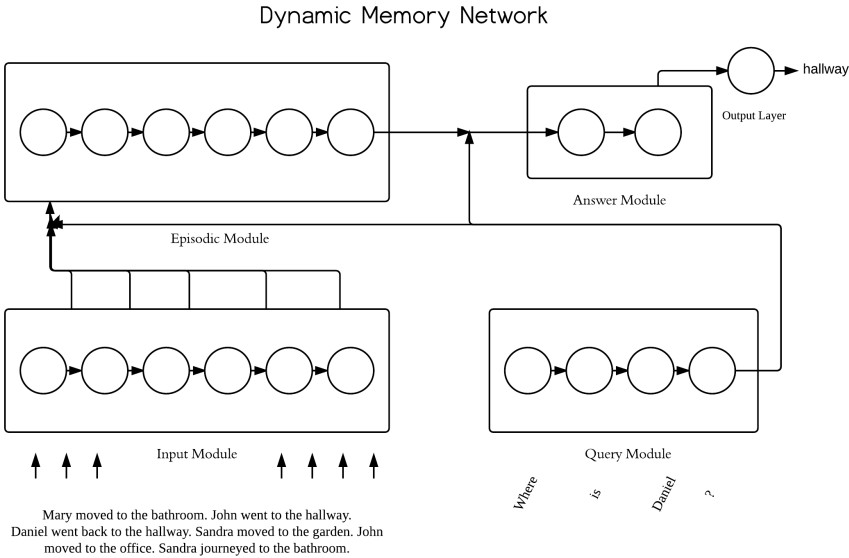 Dynamic Memory Network
hallway
Output Layer
Answer Module
Episodic Module
Input Module
Query Module
Where
is
Daniel
?
Mary moved to the bathroom. John went to the hallway.
Daniel went back to the hallway. Sandra moved to the garden. John
moved to the office. Sandra journeyed to the bathroom.